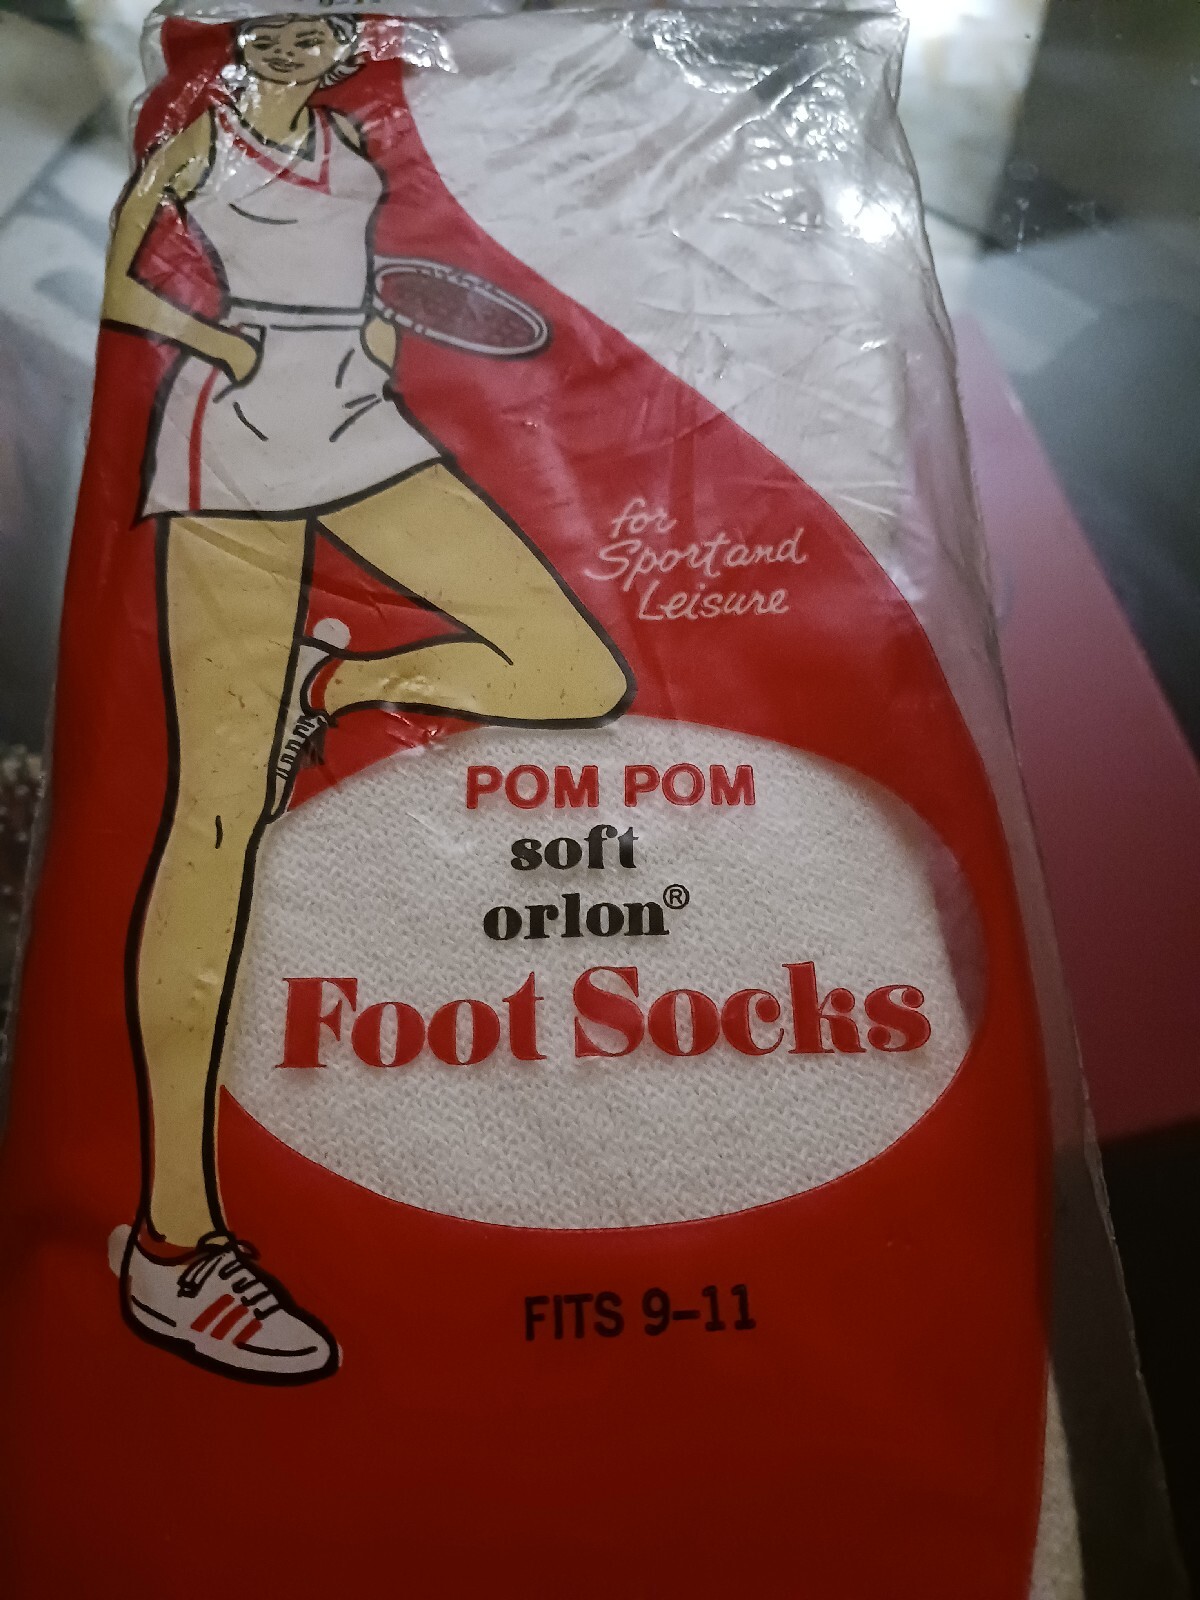 for
Sport and
Leisure
POM POM
soft
orlon®
Foot Socks
FITS 9-11